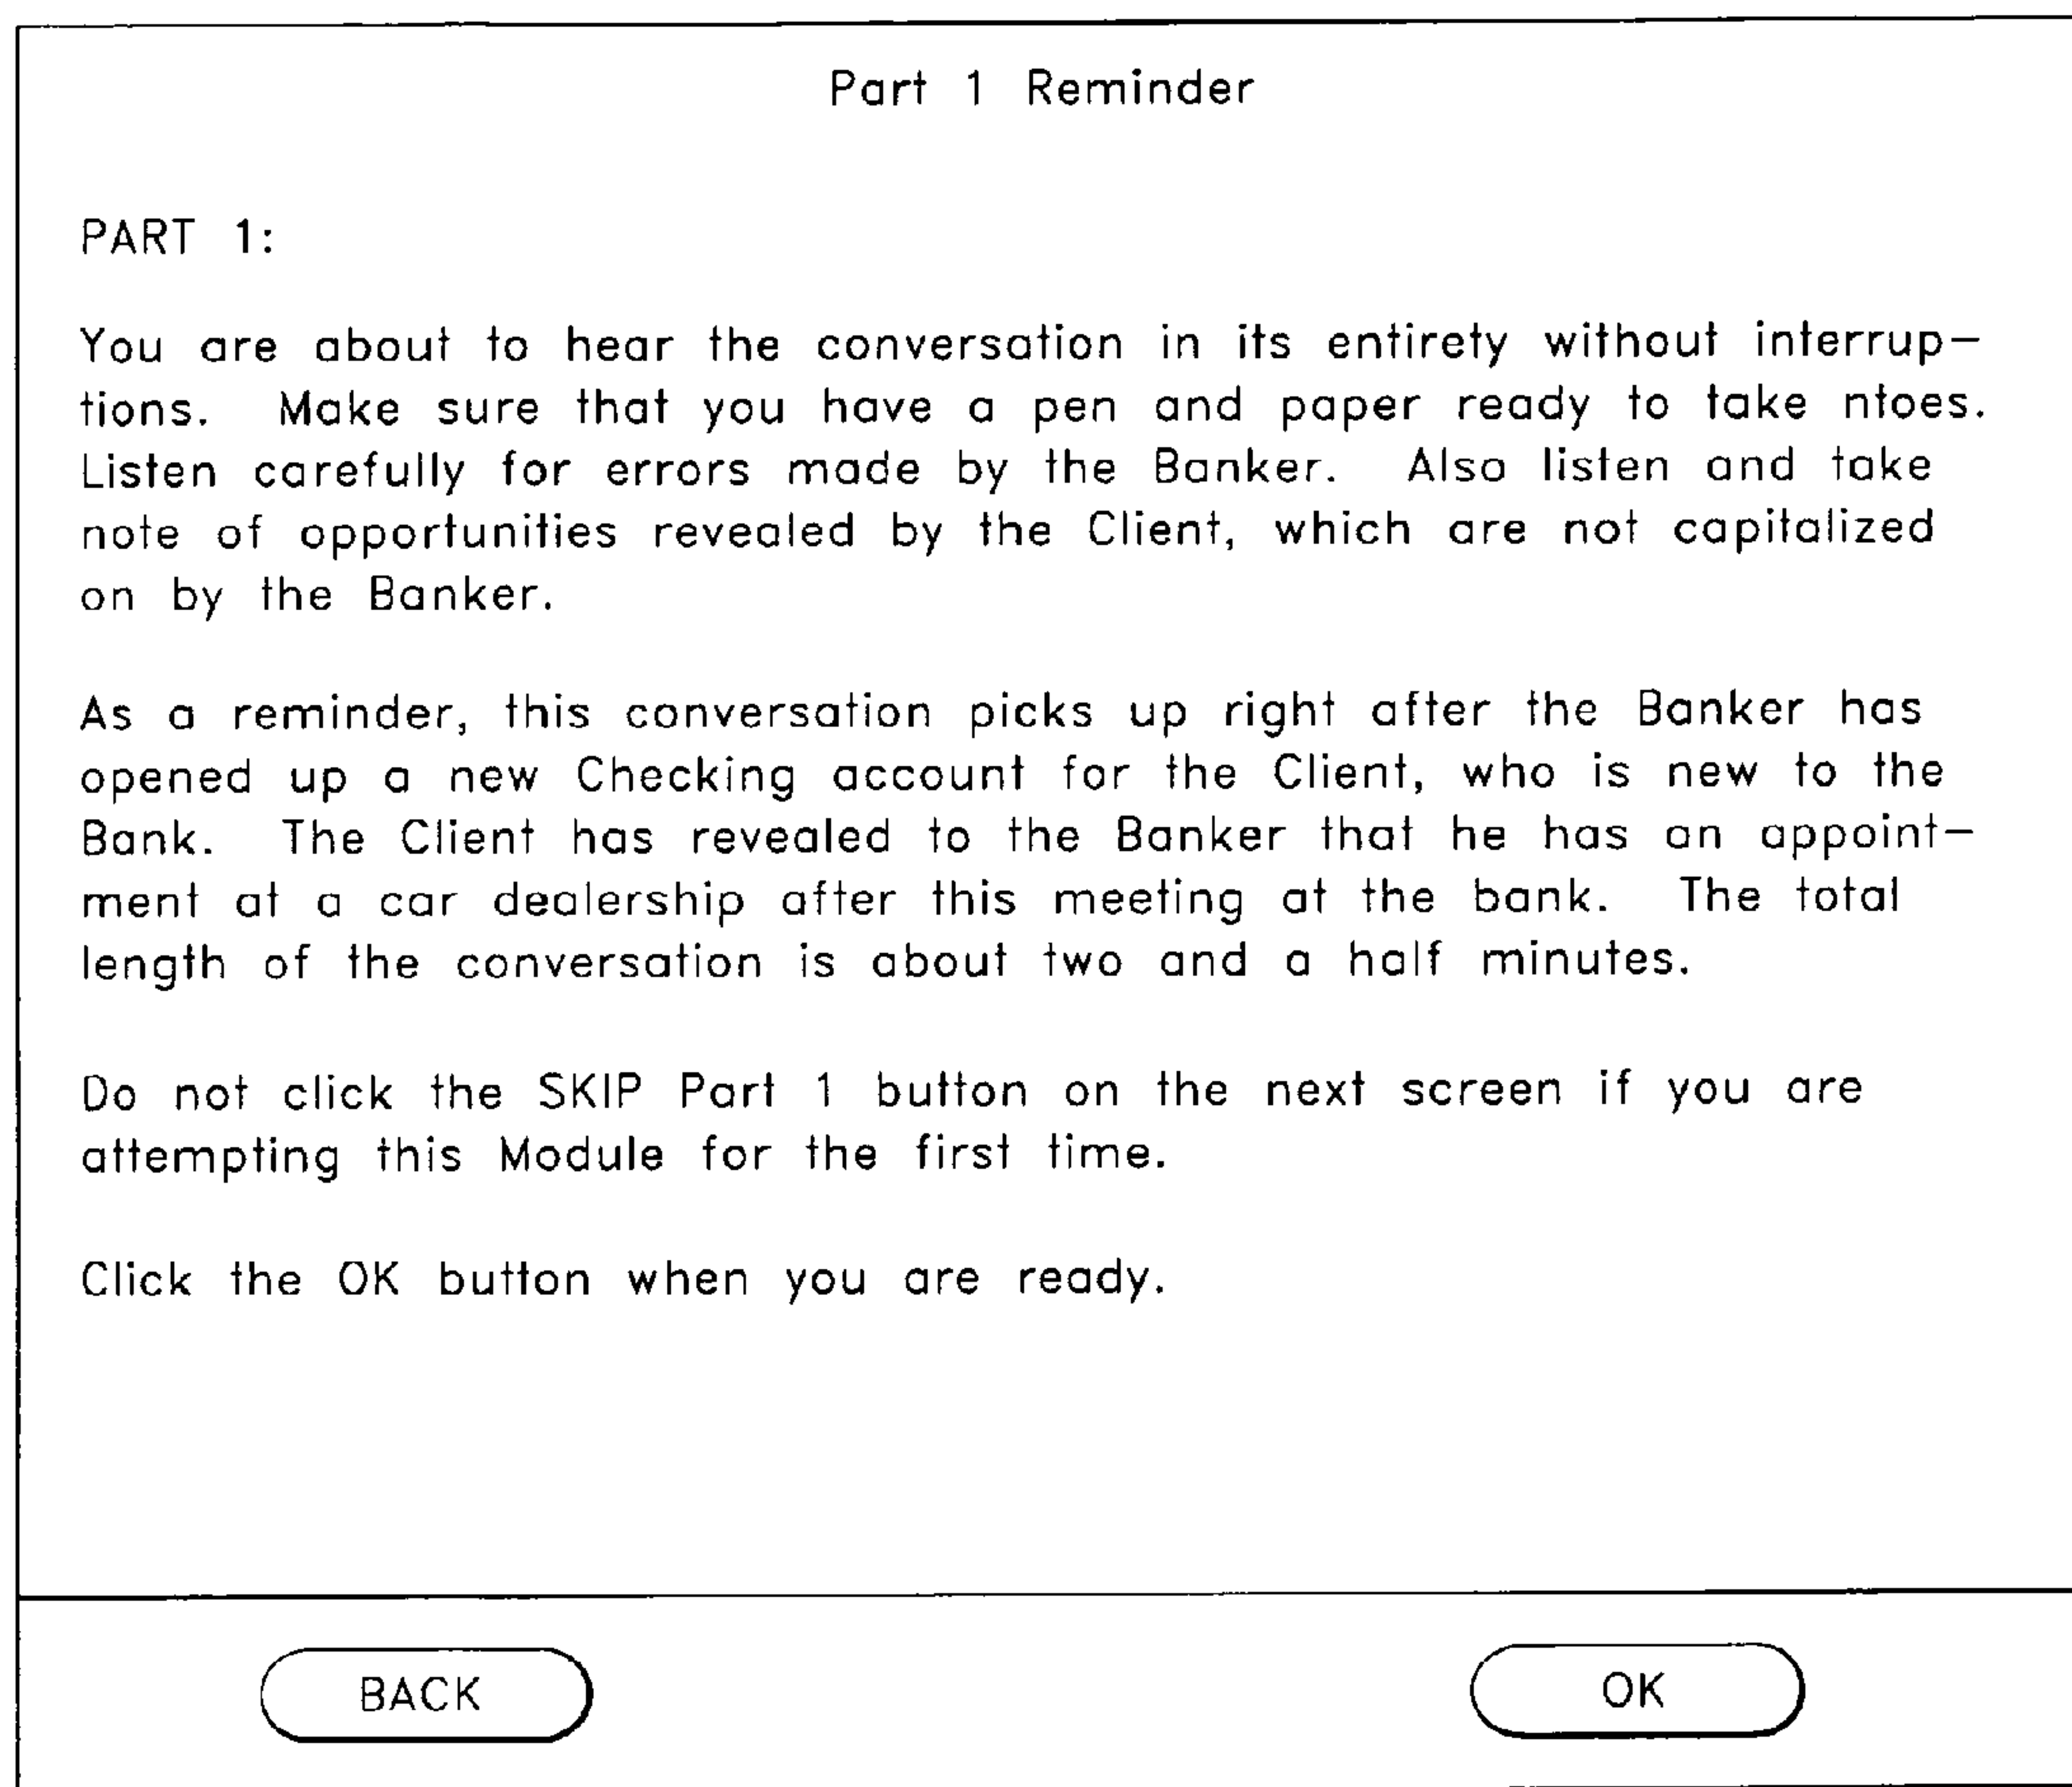 Part 1 Reminder
PART 1:
You are about to hear the conversation in its entirety without interrup-
tions. Make sure that you have a pen and paper ready to take ntoes.
Listen carefully for errors made by the Banker. Also listen and take
note of opportunities revealed by the Client, which are not capitalized
on by the Banker.
As a reminder, this conversation picks up right after the Banker has
opened up a new Checking account for the Client, who is new to the
Bank. The Client has revealed to the Banker that he has an appoint-
ment at a car dealership after this meeting at the bank. The total
length of the conversation is about two and a half minutes.
Do not click the SKIP Part 1 button on the next screen if you are
attempting this Module for the first time.
Click the OK button when you are ready.
BACK OK